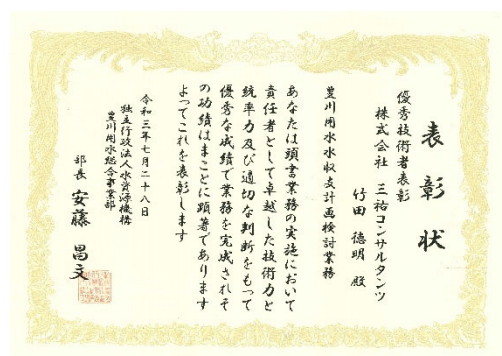 表彰状
優秀技術者表彰
株式会社 三祐コンサルタンツ
竹田 徳明 殿
豊川用水水収支計画検討業務
あなたは頭書業務の実施において
責任者として卓越した技術力と
統率力及び適切な判断をもって
優秀な成績で業務を完成されそ
の功績はまことに顕著であります
よってこれを表彰します
令和三年七月二十八日
独立行政法人水資源機構
豊川用水総合事業部
部長 安藤 昌文